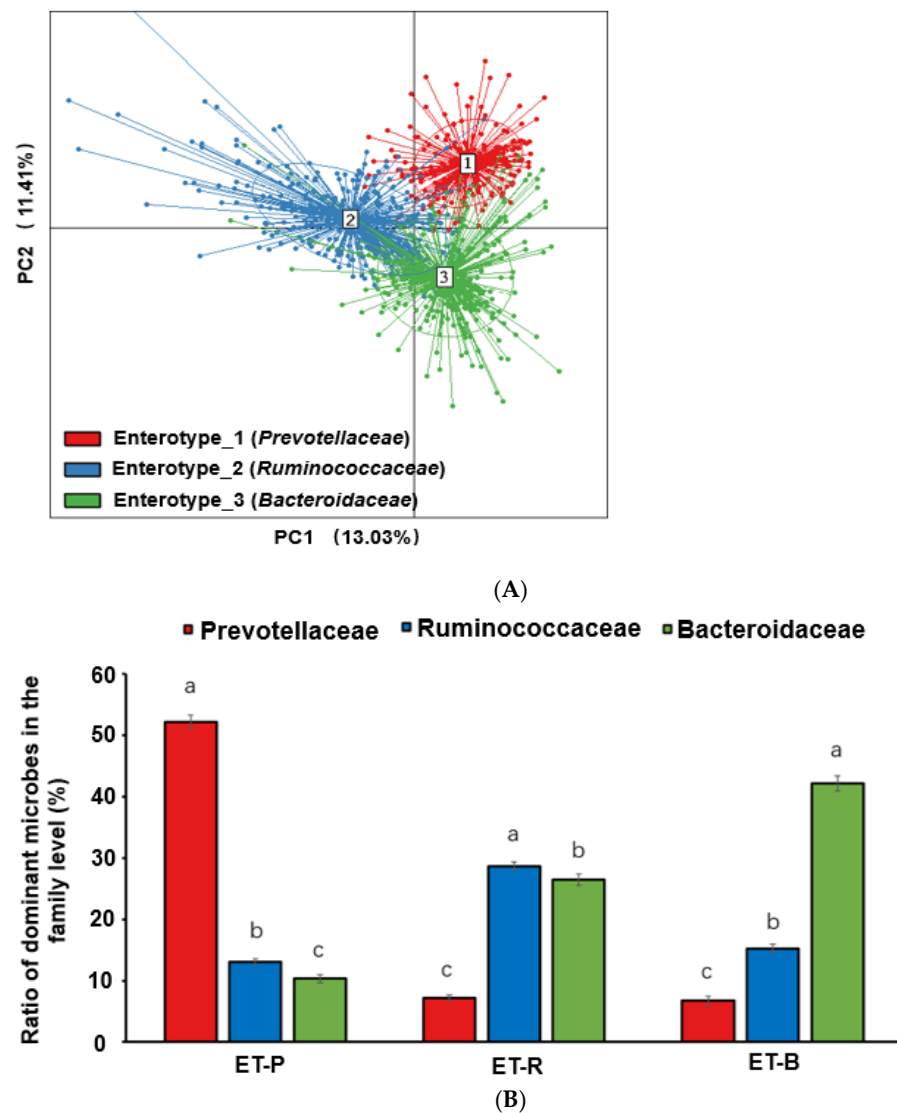 1
2
3
PC2 (11.41%)
Enterotype_1 (Prevotellaceae)
Enterotype_2 (Ruminococcaceae)
Enterotype_3 (Bacteroidaceae)
PC1 (13.03%)
(A)
Prevotellaceae Ruminococcaceae Bacteroidaceae
Ratio of dominant microbes in the
family level (%)
60
50
40
30
20
10
0
a
b
c
c
a
b
c
b
a
ET-P ET-R ET-B
(B)